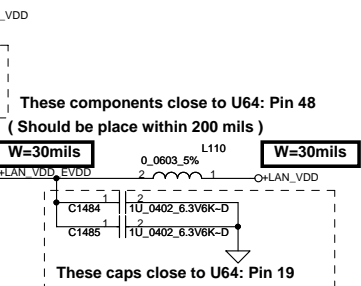 _VDD
These components close to U64: Pin 48
( Should be place within 200 mils )
W=30mils
L110
W=30mils
0_0603_5%
+LAN_VDD_EVDD
2
1
+LAN_VDD
1
2
C1484
1U_0402_6.3V6K~D
1
2
C1485
1U_0402_6.3V6K~D
These caps close to U64: Pin 19